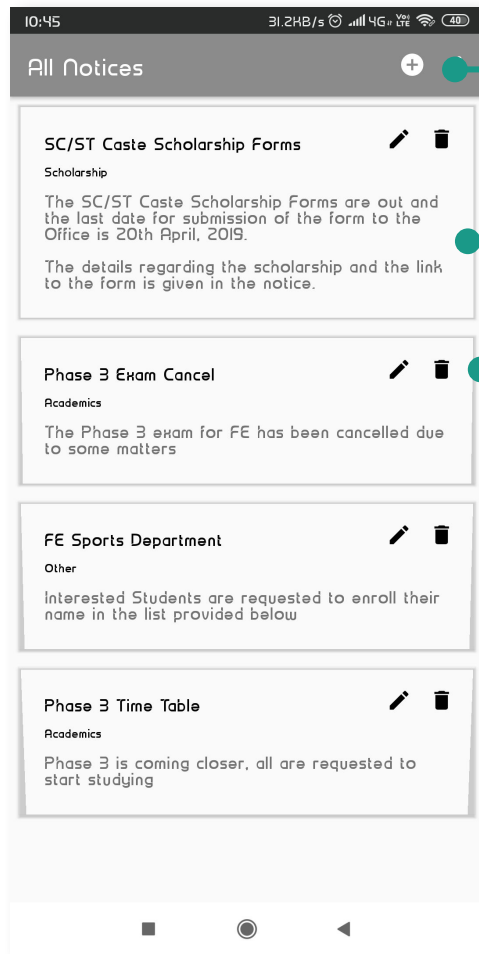 10:45 31.2KB/s 4G Vo) LTE 40
All Notices
SC/ST Caste Scholarship Forms
Scholarship
The SC/ST Caste Scholarship Forms are out and
the last date for submission of the form to the
Office is 20th April, 2019.
The details regarding the scholarship and the link
to the form is given in the notice.
Phase 3 Exam Cancel
Academics
The Phase 3 exam for FE has been cancelled due
to some matters
FE Sports Department
Other
Interested Students are requested to enroll their
name in the list provided below
Phase 3 Time Table
Academics
Phase 3 is coming closer, all are requested to
start studying